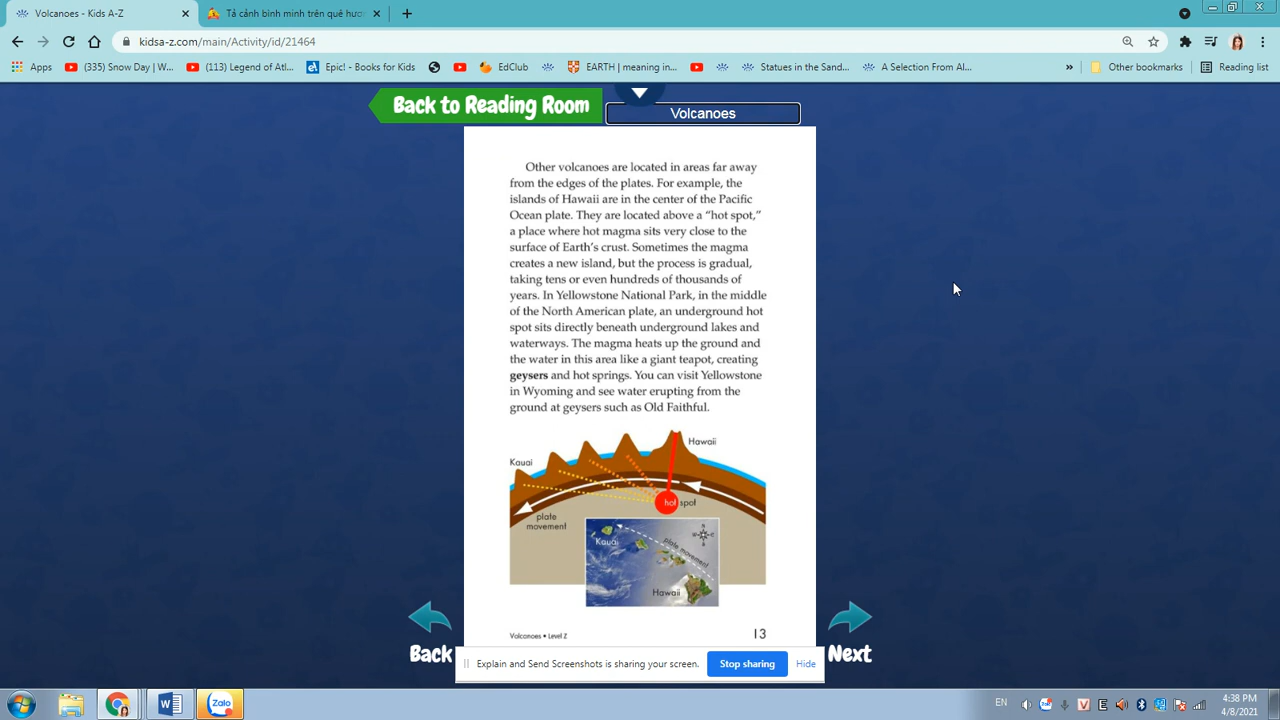 Volcanoes - Kids A-Z
Tả cảnh bình minh trên quê hươ
kidsa-z.com/main/Activity/id/21464
Apps
(335) Snow Day | W...
(113) Legend of Atl...
Epic! - Books for Kids
EdClub
EARTH | meaning in...
Statues in the Sand...
A Selection From Al...
»
Other bookmarks
Reading list
Back to Reading Room
Volcanoes
Other volcanoes are located in areas far away
from the edges of the plates. For example, the
islands of Hawaii are in the center of the Pacific
Ocean plate. They are located above a “hot spot,”
a place where hot magma sits very close to the
surface of Earth’s crust. Sometimes the magma
creates a new island, but the process is gradual,
taking tens or even hundreds of thousands of
years. In Yellowstone National Park, in the middle
of the North American plate, an underground hot
spot sits directly beneath underground lakes and
waterways. The magma heats up the ground and
the water in this area like a giant teapot, creating
geysers and hot springs. You can visit Yellowstone
in Wyoming and see water erupting from the
ground at geysers such as Old Faithful.
Hawaii
Kauai
hot spot
plate
movement
Kauai
plate movement
Hawaii
Volcanoes • Level Z
13
Back
Next
Explain and Send Screenshots is sharing your screen.
Stop sharing
Hide
Zalo
EN
4:38 PM
4/8/2021